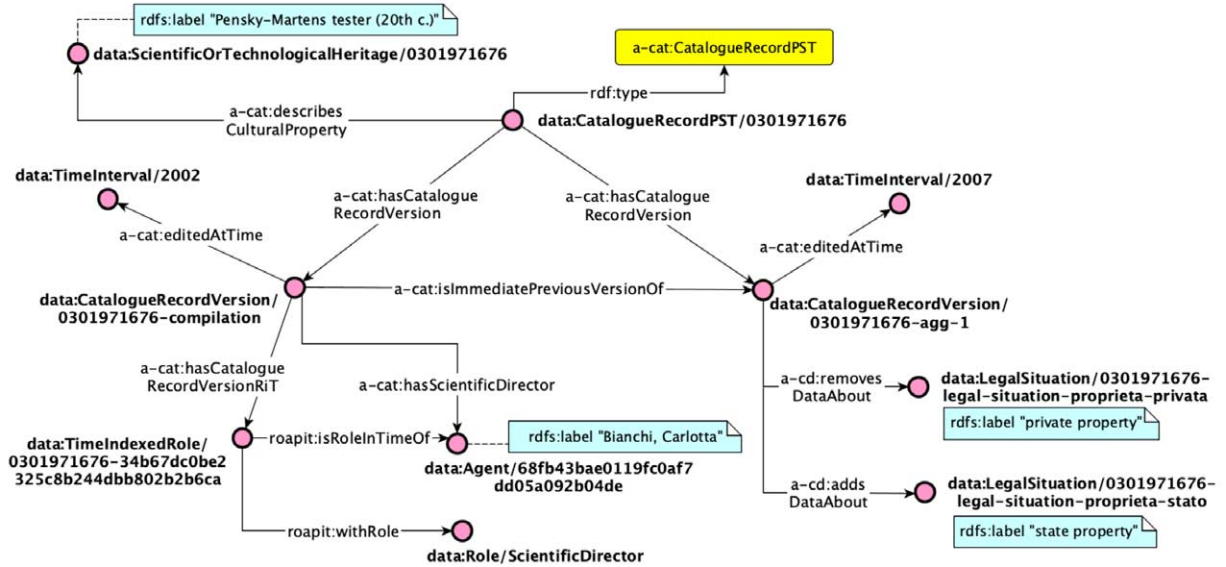 rdfs:label "Pensky-Martens tester (20th c.)"
data:ScientificOrTechnologicalHeritage/0301971676
a-cat:CatalogueRecordPST
rdf:type
a-cat:describes
CulturalProperty
data:CatalogueRecordPST/0301971676
data:TimeInterval/2002
a-cat:hasCatalogue
RecordVersion
a-cat:hasCatalogue
RecordVersion
data:TimeInterval/2007
a-cat:editedAtTime
a-cat:editedAtTime
data:CatalogueRecordVersion/
0301971676-compilation
a-cat:isImmediatePreviousVersionOf
data:CatalogueRecordVersion/
0301971676-agg-1
a-cat:hasCatalogue
RecordVersionRiT
a-cat:hasScientificDirector
a-cd:removes
DataAbout
data:LegalSituation/0301971676-
legal-situation-proprieta-privata
rdfs:label "private property"
data:TimeIndexedRole/
0301971676-34b67dc0be2
325c8b244dbb802b2b6ca
roapit:isRoleInTimeOf
rdfs:label "Bianchi, Carlotta"
data:Agent/68fb43bae0119fc0af7
dd05a092b04de
a-cd:adds
DataAbout
data:LegalSituation/0301971676-
legal-situation-proprieta-stato
rdfs:label "state property"
roapit:withRole
data:Role/ScientificDirector